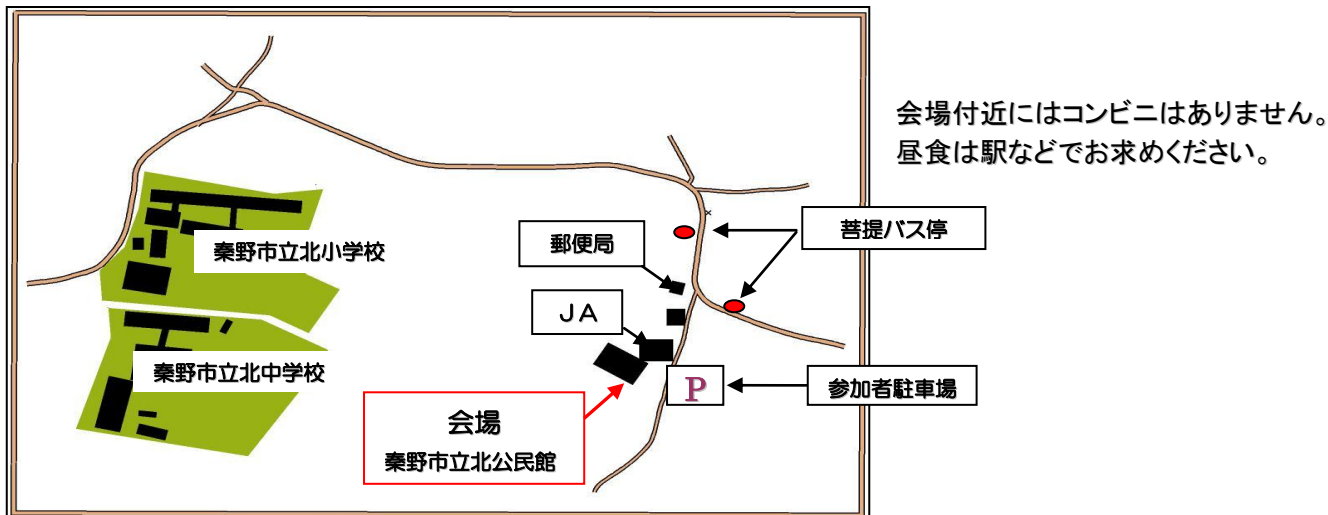 会場付近にはコンビニはありません。
昼食は駅などでお求めください。
菩提バス停
郵便局
秦野市立北小学校
ＪＡ
秦野市立北中学校
P
参加者駐車場
会場
秦野市立北公民館